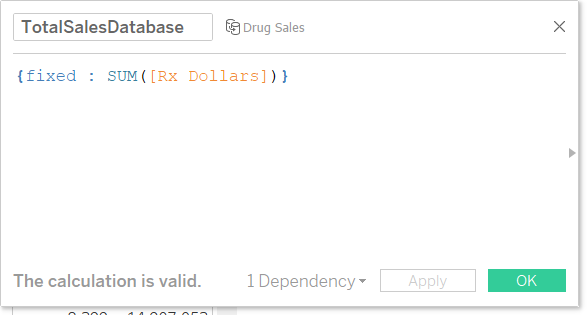 TotalSalesDatabase Drug Sales
{fixed : SUM([Rx Dollars])}
The calculation is valid. 1 Dependency Apply OK